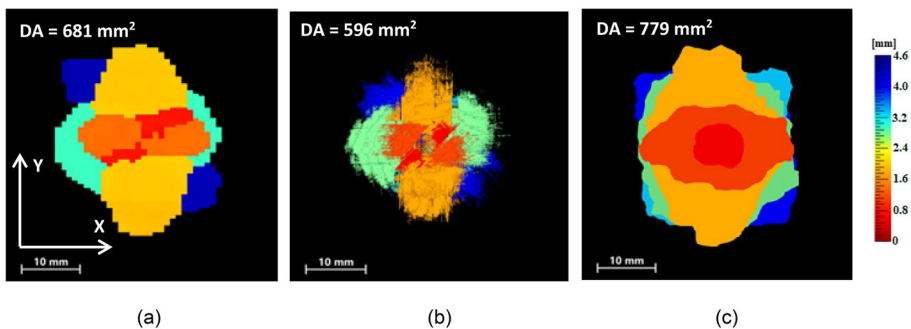 DA = 681 mm²
DA = 596 mm²
DA = 779 mm²
[mm]
4.6
4.0
3.2
2.4
1.6
0.8
0
Y
X
10 mm
10 mm
10 mm
(a)
(b)
(c)